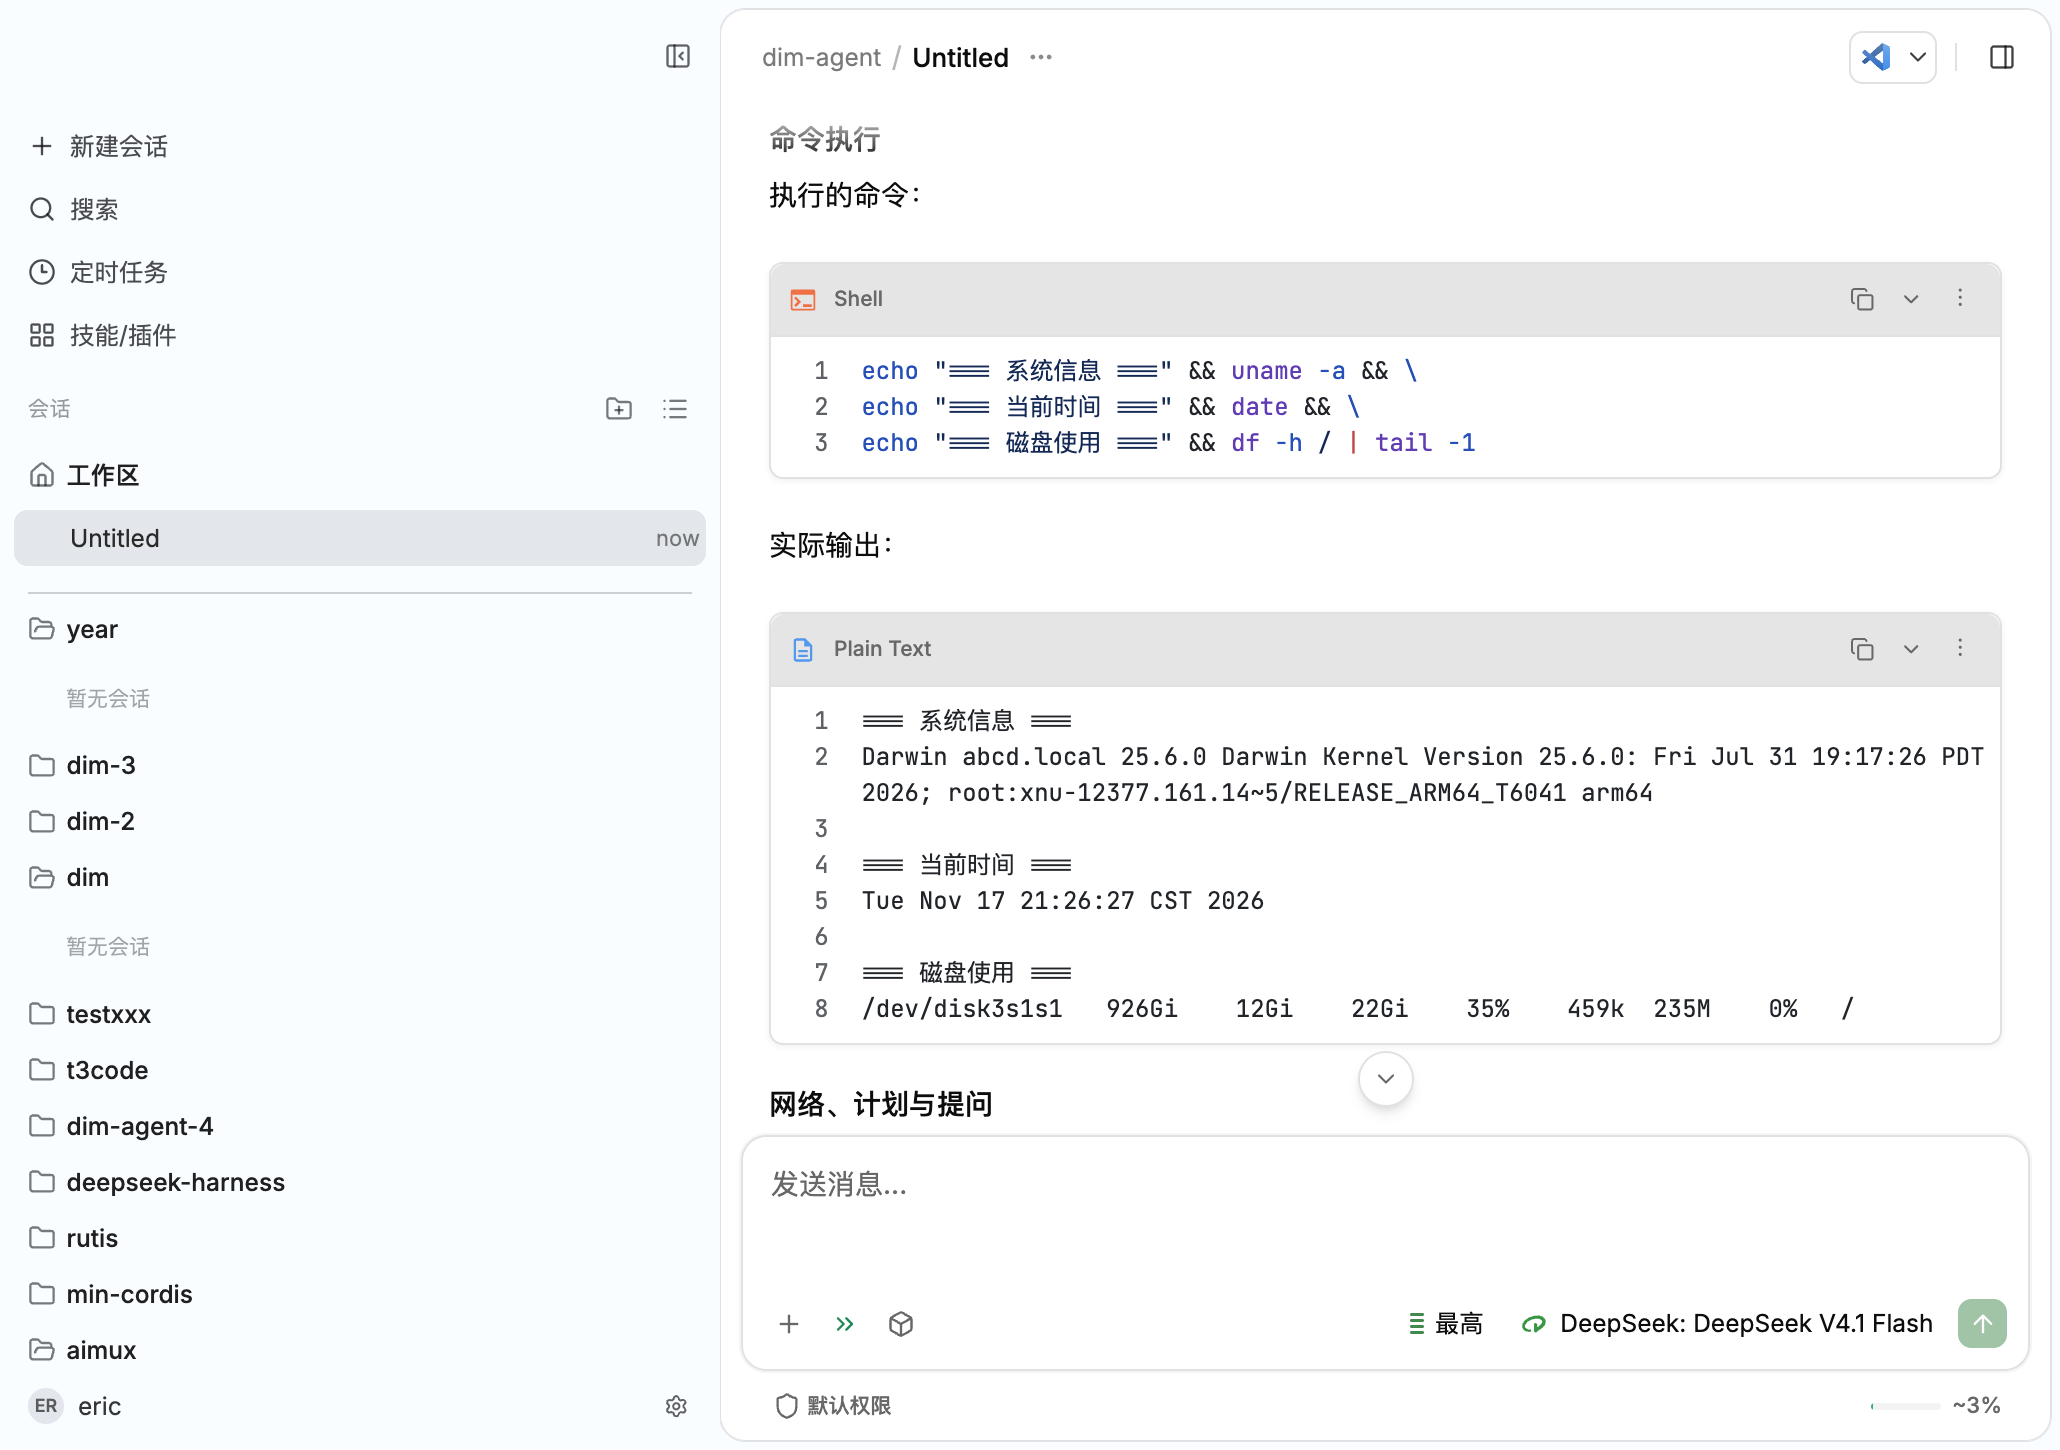 新建会话
搜索
定时任务
技能/插件
会话
工作区
Untitled now
year
暂无会话
dim-3
dim-2
dim
暂无会话
testxxx
t3code
dim-agent-4
deepseek-harness
rutis
min-cordis
aimux
ER eric
dim-agent / Untitled ···
命令执行
执行的命令：
Shell
1 echo "=== 系统信息 ===" && uname -a && \
2 echo "=== 当前时间 ===" && date && \
3 echo "=== 磁盘使用 ===" && df -h / | tail -1
实际输出：
Plain Text
1 === 系统信息 ===
2 Darwin abcd.local 25.6.0 Darwin Kernel Version 25.6.0: Fri Jul 31 19:17:26 PDT
2026; root:xnu-12377.161.14~5/RELEASE_ARM64_T6041 arm64
3
4 === 当前时间 ===
5 Tue Nov 17 21:26:27 CST 2026
6
7 === 磁盘使用 ===
8 /dev/disk3s1s1 926Gi 12Gi 22Gi 35% 459k 235M 0% /
网络、计划与提问
发送消息...
最高 DeepSeek: DeepSeek V4.1 Flash
默认权限 ~3%